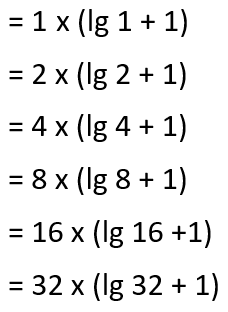 = 1 x (lg 1 + 1)
= 2 x (lg 2 + 1)
= 4 x (lg 4 + 1)
= 8 x (lg 8 + 1)
= 16 x (lg 16 +1)
= 32 x (lg 32 + 1)